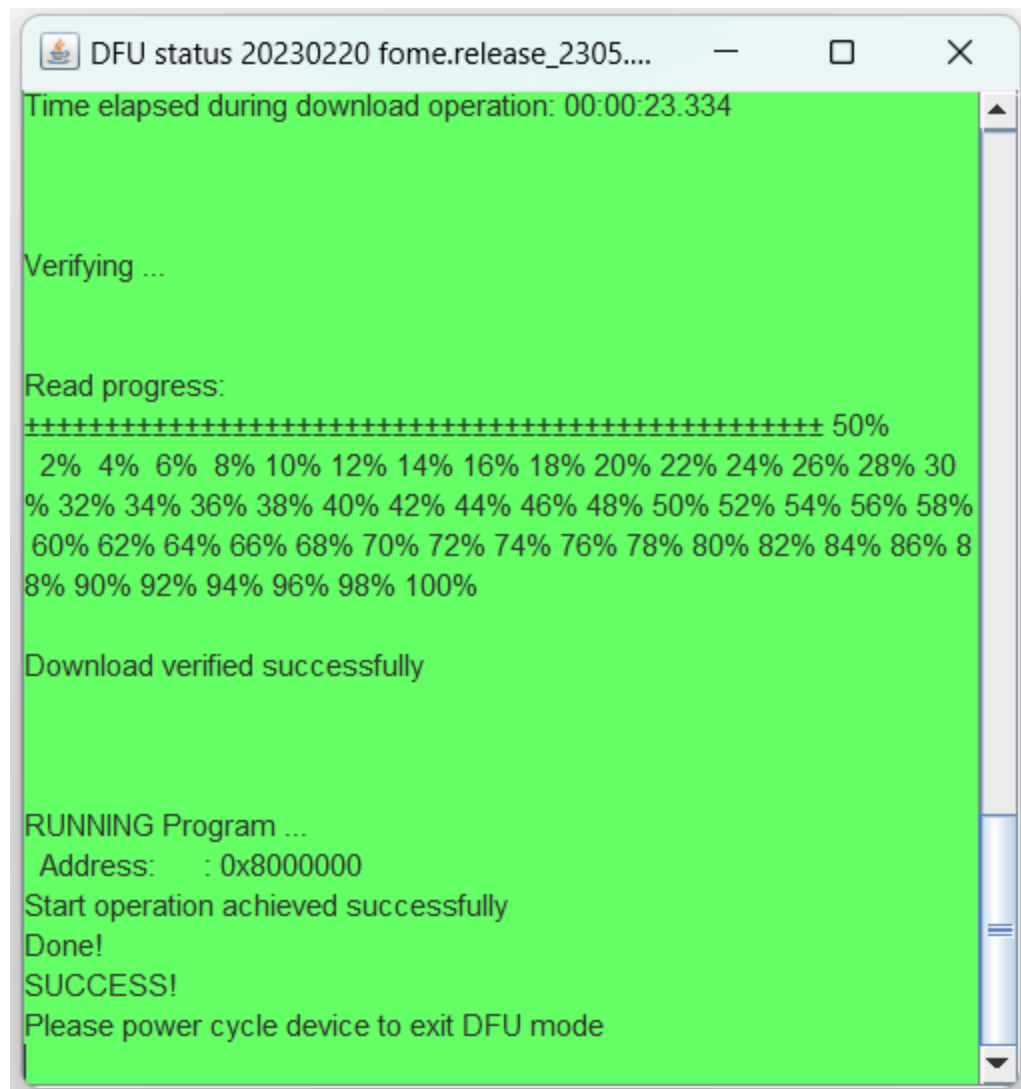 DFU status 20230220 fome.release_2305....
Time elapsed during download operation: 00:00:23.334
Verifying ...
Read progress:
±±±±±±±±±±±±±±±±±±±±±±±±±±±±±±±±±±±±±±±±±±±±±±±±±± 50%
2% 4% 6% 8% 10% 12% 14% 16% 18% 20% 22% 24% 26% 28% 30
% 32% 34% 36% 38% 40% 42% 44% 46% 48% 50% 52% 54% 56% 58%
60% 62% 64% 66% 68% 70% 72% 74% 76% 78% 80% 82% 84% 86% 8
8% 90% 92% 94% 96% 98% 100%
Download verified successfully
RUNNING Program ...
Address: : 0x8000000
Start operation achieved successfully
Done!
SUCCESS!
Please power cycle device to exit DFU mode